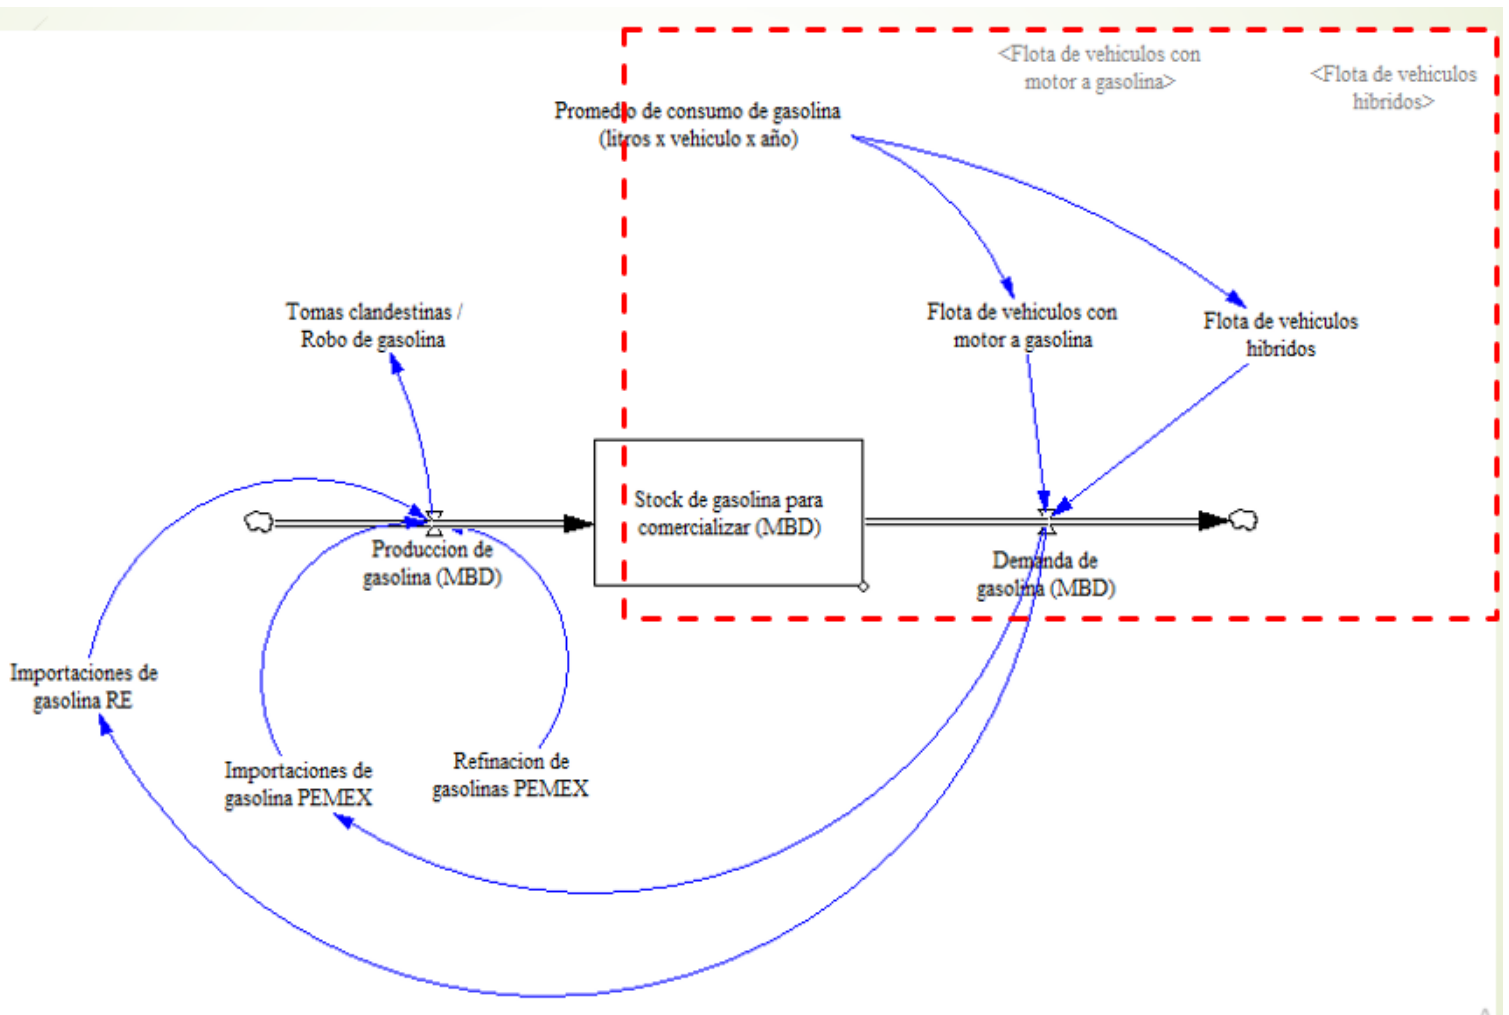 <Flota de vehiculos con
motor a gasolina>
<Flota de vehiculos
hibridos>
Promedio de consumo de gasolina
(litros x vehiculo x año)
Tomas clandestinas /
Robo de gasolina
Flota de vehiculos con
motor a gasolina
Flota de vehiculos
hibridos
Stock de gasolina para
comercializar (MBD)
Produccion de
gasolina (MBD)
Demanda de
gasolina (MBD)
Importaciones de
gasolina RE
Importaciones de
gasolina PEMEX
Refinacion de
gasolinas PEMEX